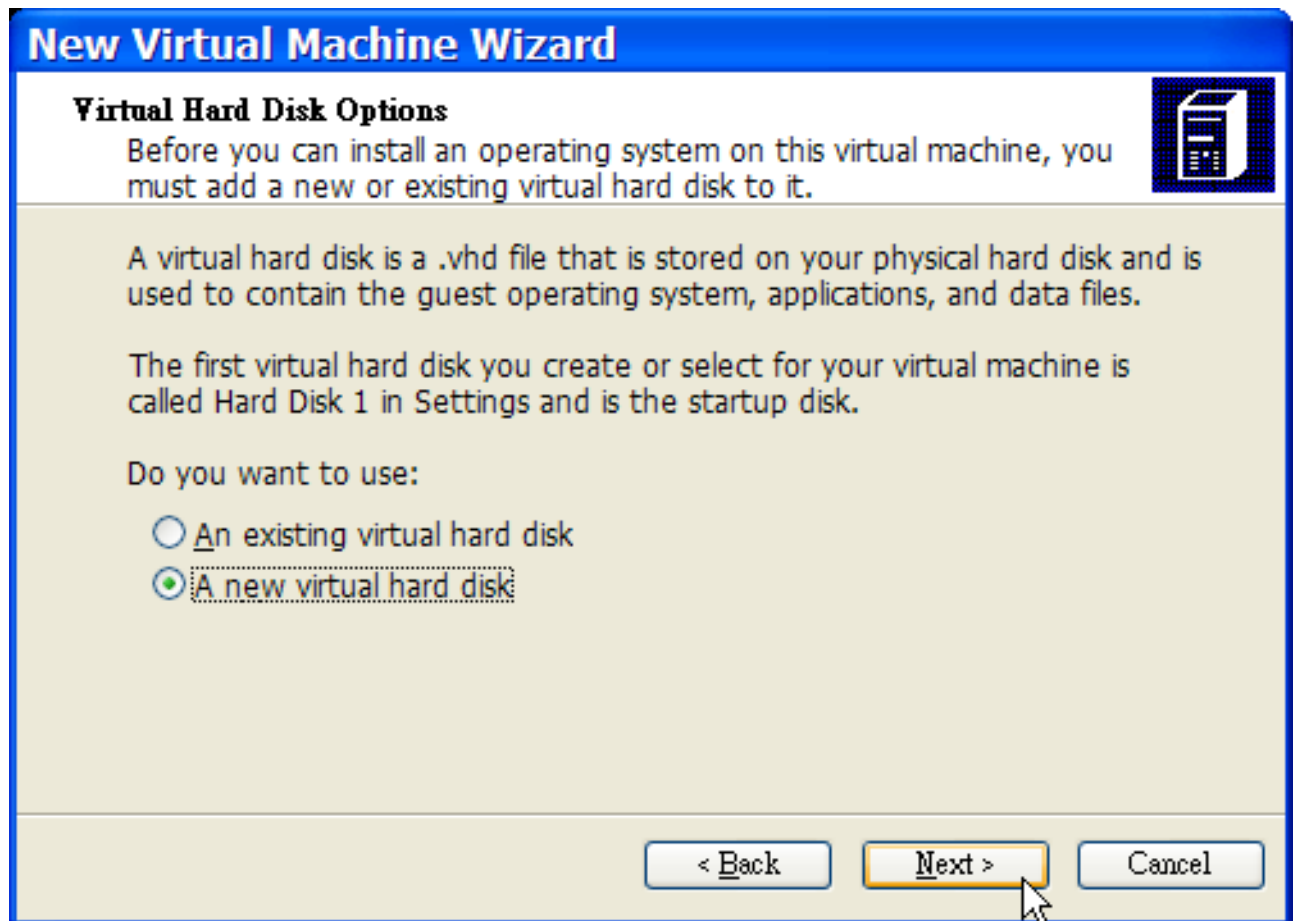 New Virtual Machine Wizard
Virtual Hard Disk Options
Before you can install an operating system on this virtual machine, you
must add a new or existing virtual hard disk to it.
A virtual hard disk is a .vhd file that is stored on your physical hard disk and is
used to contain the guest operating system, applications, and data files.
The first virtual hard disk you create or select for your virtual machine is
called Hard Disk 1 in Settings and is the startup disk.
Do you want to use:
An existing virtual hard disk
A new virtual hard disk
< Back Next > Cancel